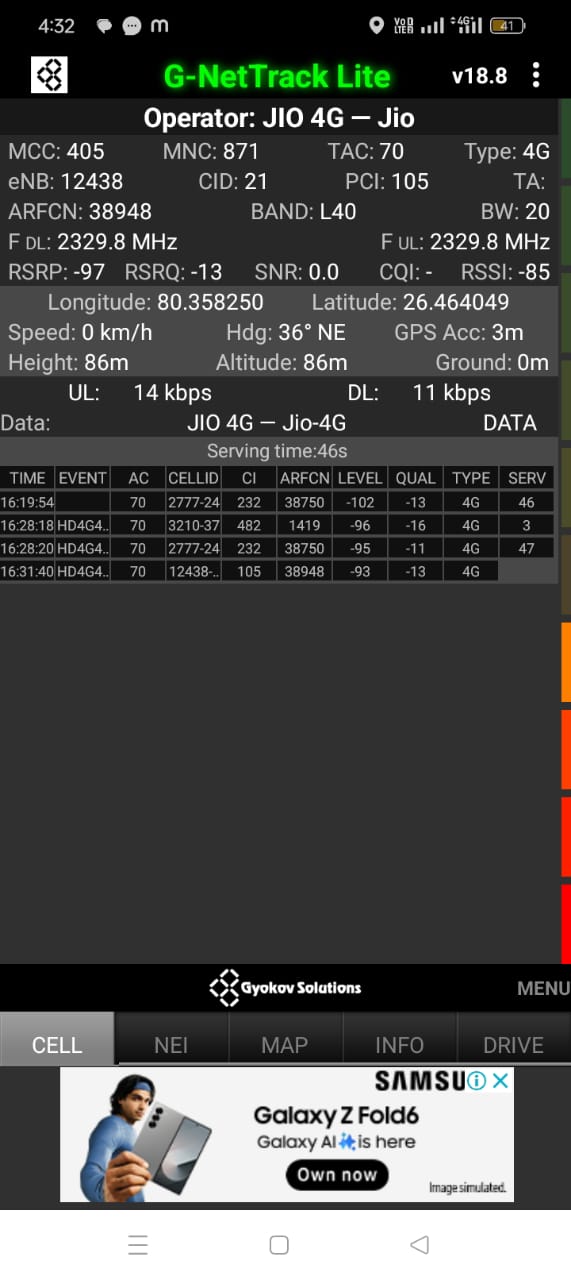 4:32 m VoD LTEB 4G 41
G-NetTrack Lite v18.8
Operator: JIO 4G — Jio
MCC: 405 MNC: 871 TAC: 70 Type: 4G
eNB: 12438 CID: 21 PCI: 105 TA:
ARFCN: 38948 BAND: L40 BW: 20
F DL: 2329.8 MHz F UL: 2329.8 MHz
RSRP: -97 RSRQ: -13 SNR: 0.0 CQI: - RSSI: -85
Longitude: 80.358250 Latitude: 26.464049
Speed: 0 km/h Hdg: 36° NE GPS Acc: 3m
Height: 86m Altitude: 86m Ground: 0m
UL: 14 kbps DL: 11 kbps
Data: JIO 4G — Jio-4G DATA
Serving time:46s
TIME EVENT AC CELLID CI ARFCN LEVEL QUAL TYPE SERV
16:19:54 70 2777-24 232 38750 -102 -13 4G 46
16:28:18 HD4G4.. 70 3210-37 482 1419 -96 -16 4G 3
16:28:20 HD4G4.. 70 2777-24 232 38750 -95 -11 4G 47
16:31:40 HD4G4.. 70 12438-.. 105 38948 -93 -13 4G
Gyokov Solutions MENU
CELL NEI MAP INFO DRIVE
SAMSU
Galaxy Z Fold6
Galaxy AI is here
Own now
Image simulated.